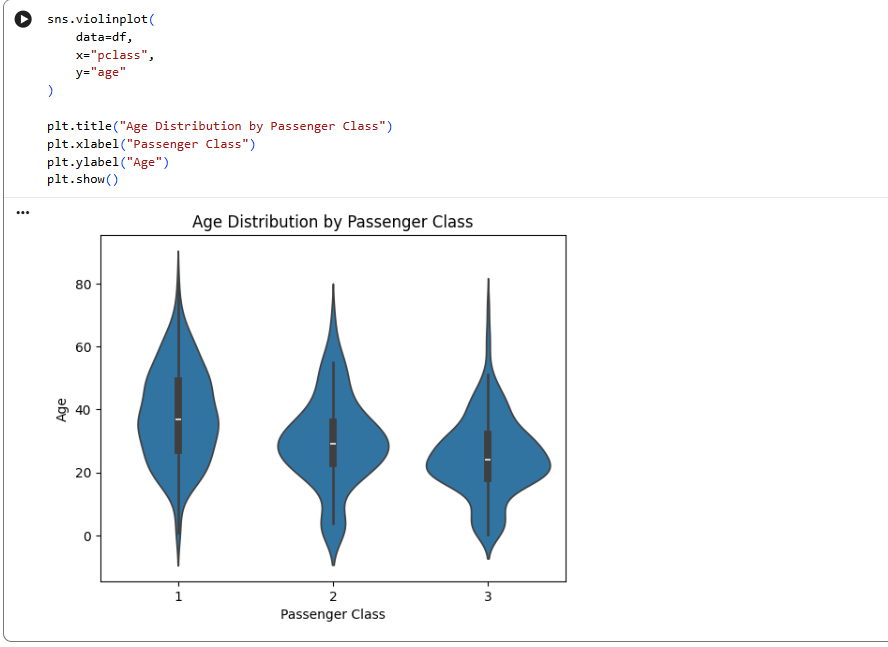 sns.violinplot(
    data=df,
    x="pclass",
    y="age"
)
plt.title("Age Distribution by Passenger Class")
plt.xlabel("Passenger Class")
plt.ylabel("Age")
plt.show()
...
Age Distribution by Passenger Class
80
60
40
20
0
Age
1 2 3
Passenger Class